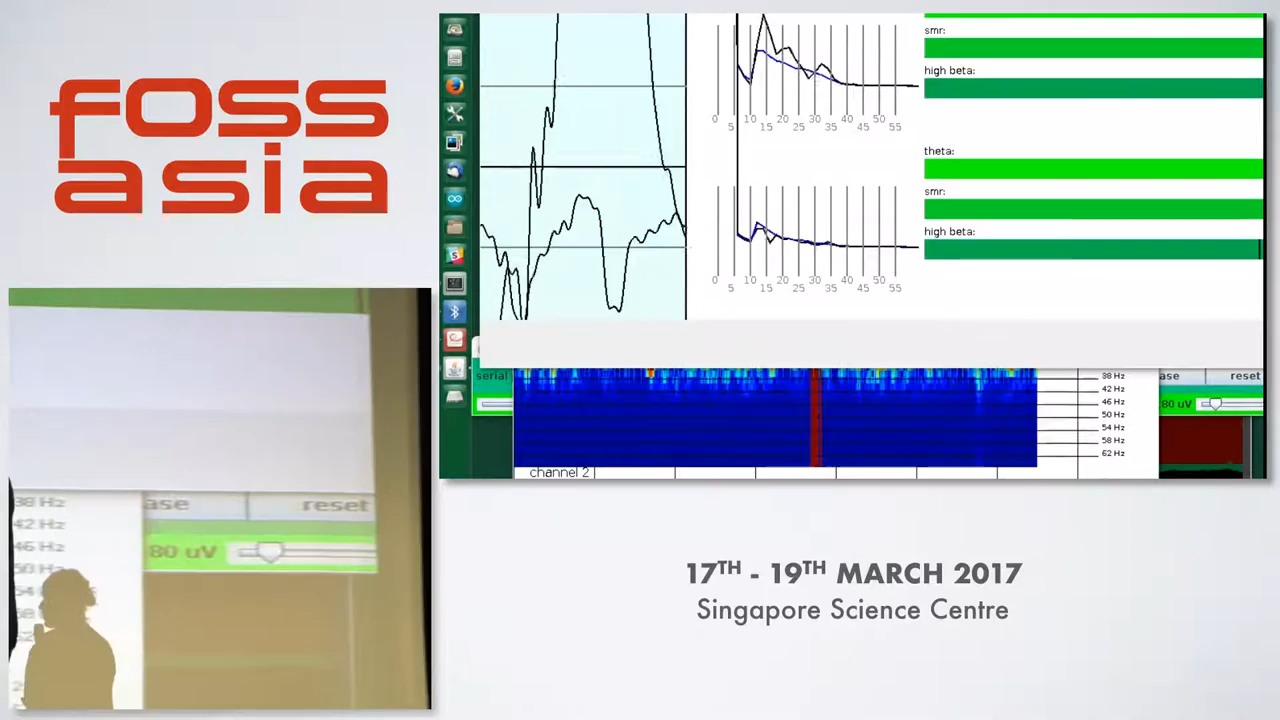 foss
asia
smr:
high beta:
0 10 20 30 40 50
5 15 25 35 45 55
theta:
smr:
high beta:
0 10 20 30 40 50
5 15 25 35 45 55
serial
38 Hz
42 Hz
46 Hz
50 Hz
54 Hz
58 Hz
62 Hz
ase
reset
80 uV
channel 2
38 Hz
42 Hz
46 Hz
50 Hz
54
ase
reset
80 uV
17TH - 19TH MARCH 2017
Singapore Science Centre